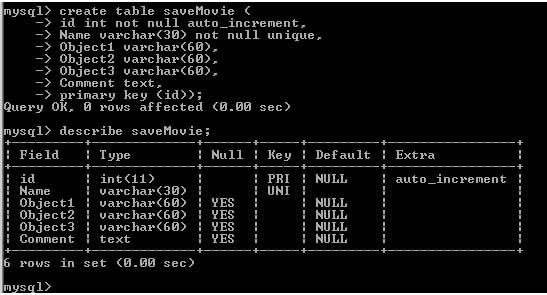 mysql> create table saveMovie (
    -> id int not null auto_increment,
    -> Name varchar(30) not null unique,
    -> Object1 varchar(60),
    -> Object2 varchar(60),
    -> Object3 varchar(60),
    -> Comment text,
    -> primary key (id));
Query OK, 0 rows affected (0.00 sec)
mysql> describe saveMovie;
+---------+-------------+------+-----+---------+----------------+
| Field   | Type        | Null | Key | Default | Extra          |
+---------+-------------+------+-----+---------+----------------+
| id      | int(11)     |      | PRI | NULL    | auto_increment |
| Name    | varchar(30) |      | UNI |         |                |
| Object1 | varchar(60) | YES  |     | NULL    |                |
| Object2 | varchar(60) | YES  |     | NULL    |                |
| Object3 | varchar(60) | YES  |     | NULL    |                |
| Comment | text        | YES  |     | NULL    |                |
+---------+-------------+------+-----+---------+----------------+
6 rows in set (0.00 sec)
mysql>